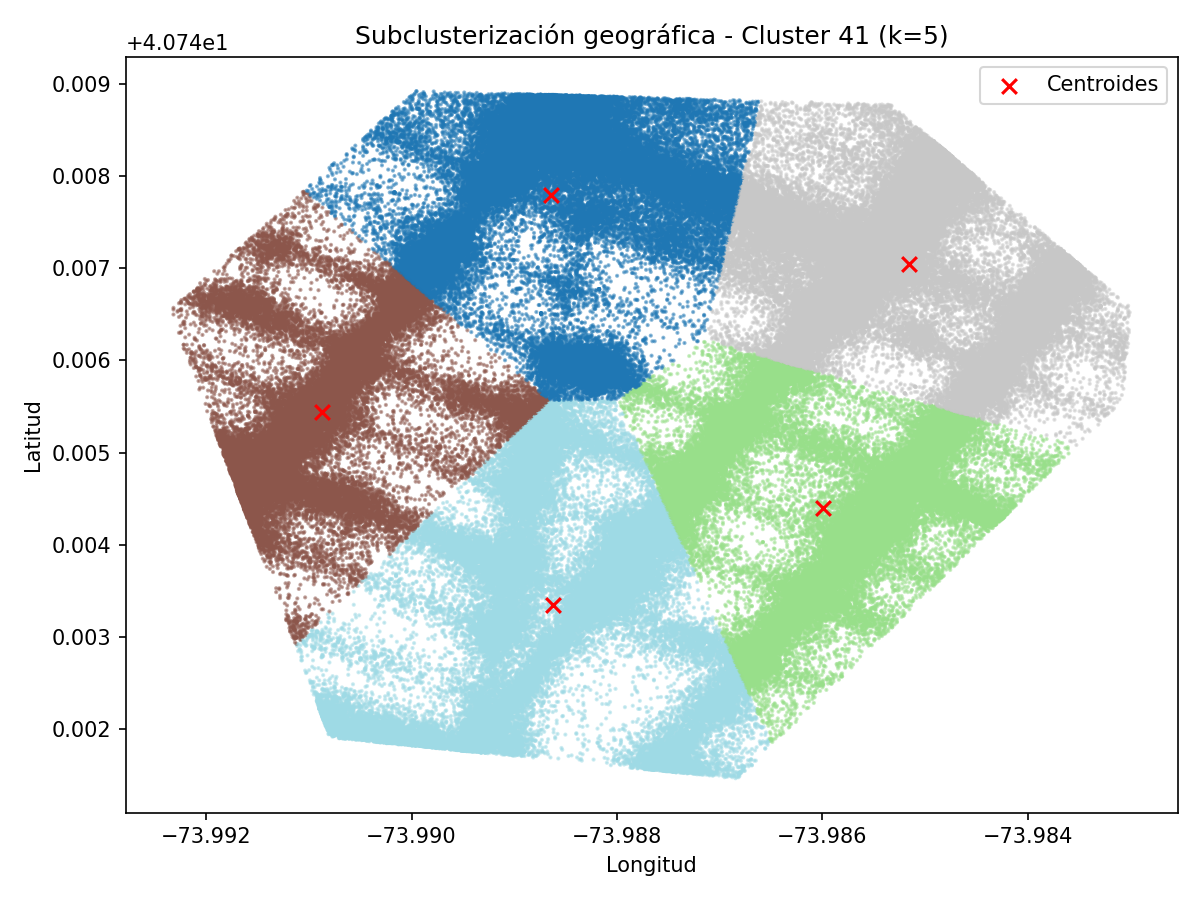 Subclusterización geográfica - Cluster 41 (k=5)
+4.074e1
Centroides
0.009
0.008
0.007
0.006
0.005
0.004
0.003
0.002
Latitud
−73.992
−73.990
−73.988
−73.986
−73.984
Longitud